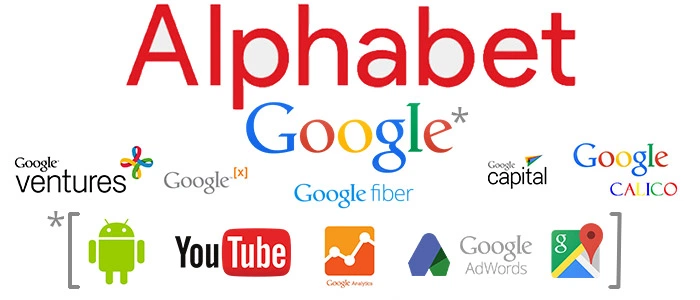 Alphabet
Google*
Google
ventures
Google [x]
Google fiber
Google
capital
Google
CALICO
*[
YouTube
Google Analytics
Google
AdWords
g
]